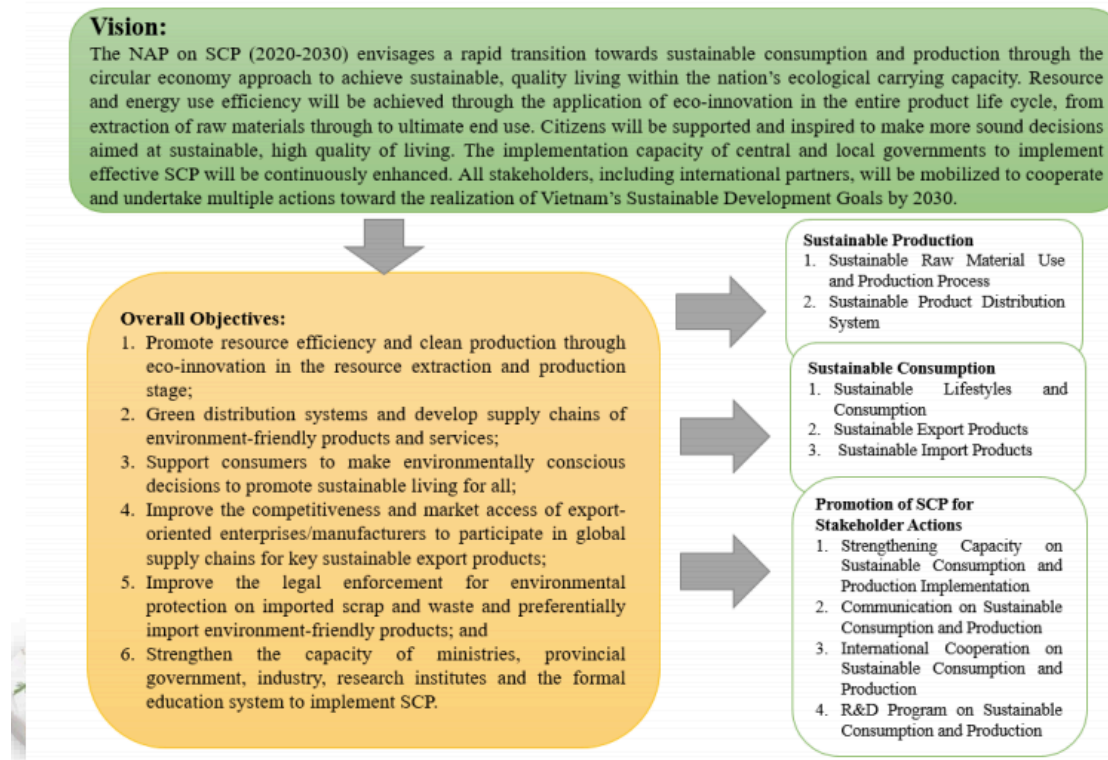 Vision:
The NAP on SCP (2020-2030) envisages a rapid transition towards sustainable consumption and production through the
circular economy approach to achieve sustainable, quality living within the nation's ecological carrying capacity. Resource
and energy use efficiency will be achieved through the application of eco-innovation in the entire product life cycle, from
extraction of raw materials through to ultimate end use. Citizens will be supported and inspired to make more sound decisions
aimed at sustainable, high quality of living. The implementation capacity of central and local governments to implement
effective SCP will be continuously enhanced. All stakeholders, including international partners, will be mobilized to cooperate
and undertake multiple actions toward the realization of Vietnam's Sustainable Development Goals by 2030.
Overall Objectives:
1. Promote resource efficiency and clean production through
eco-innovation in the resource extraction and production
stage;
2. Green distribution systems and develop supply chains of
environment-friendly products and services;
3. Support consumers to make environmentally conscious
decisions to promote sustainable living for all;
4. Improve the competitiveness and market access of export-
oriented enterprises/manufacturers to participate in global
supply chains for key sustainable export products;
5. Improve the legal enforcement for environmental
protection on imported scrap and waste and preferentially
import environment-friendly products; and
6. Strengthen the capacity of ministries, provincial
government, industry, research institutes and the formal
education system to implement SCP.
Sustainable Production
1. Sustainable Raw Material Use
and Production Process
2. Sustainable Product Distribution
System
Sustainable Consumption
1. Sustainable Lifestyles and
Consumption
2. Sustainable Export Products
3. Sustainable Import Products
Promotion of SCP for
Stakeholder Actions
1. Strengthening Capacity on
Sustainable Consumption and
Production Implementation
2. Communication on Sustainable
Consumption and Production
3. International Cooperation on
Sustainable Consumption and
Production
4. R&D Program on Sustainable
Consumption and Production